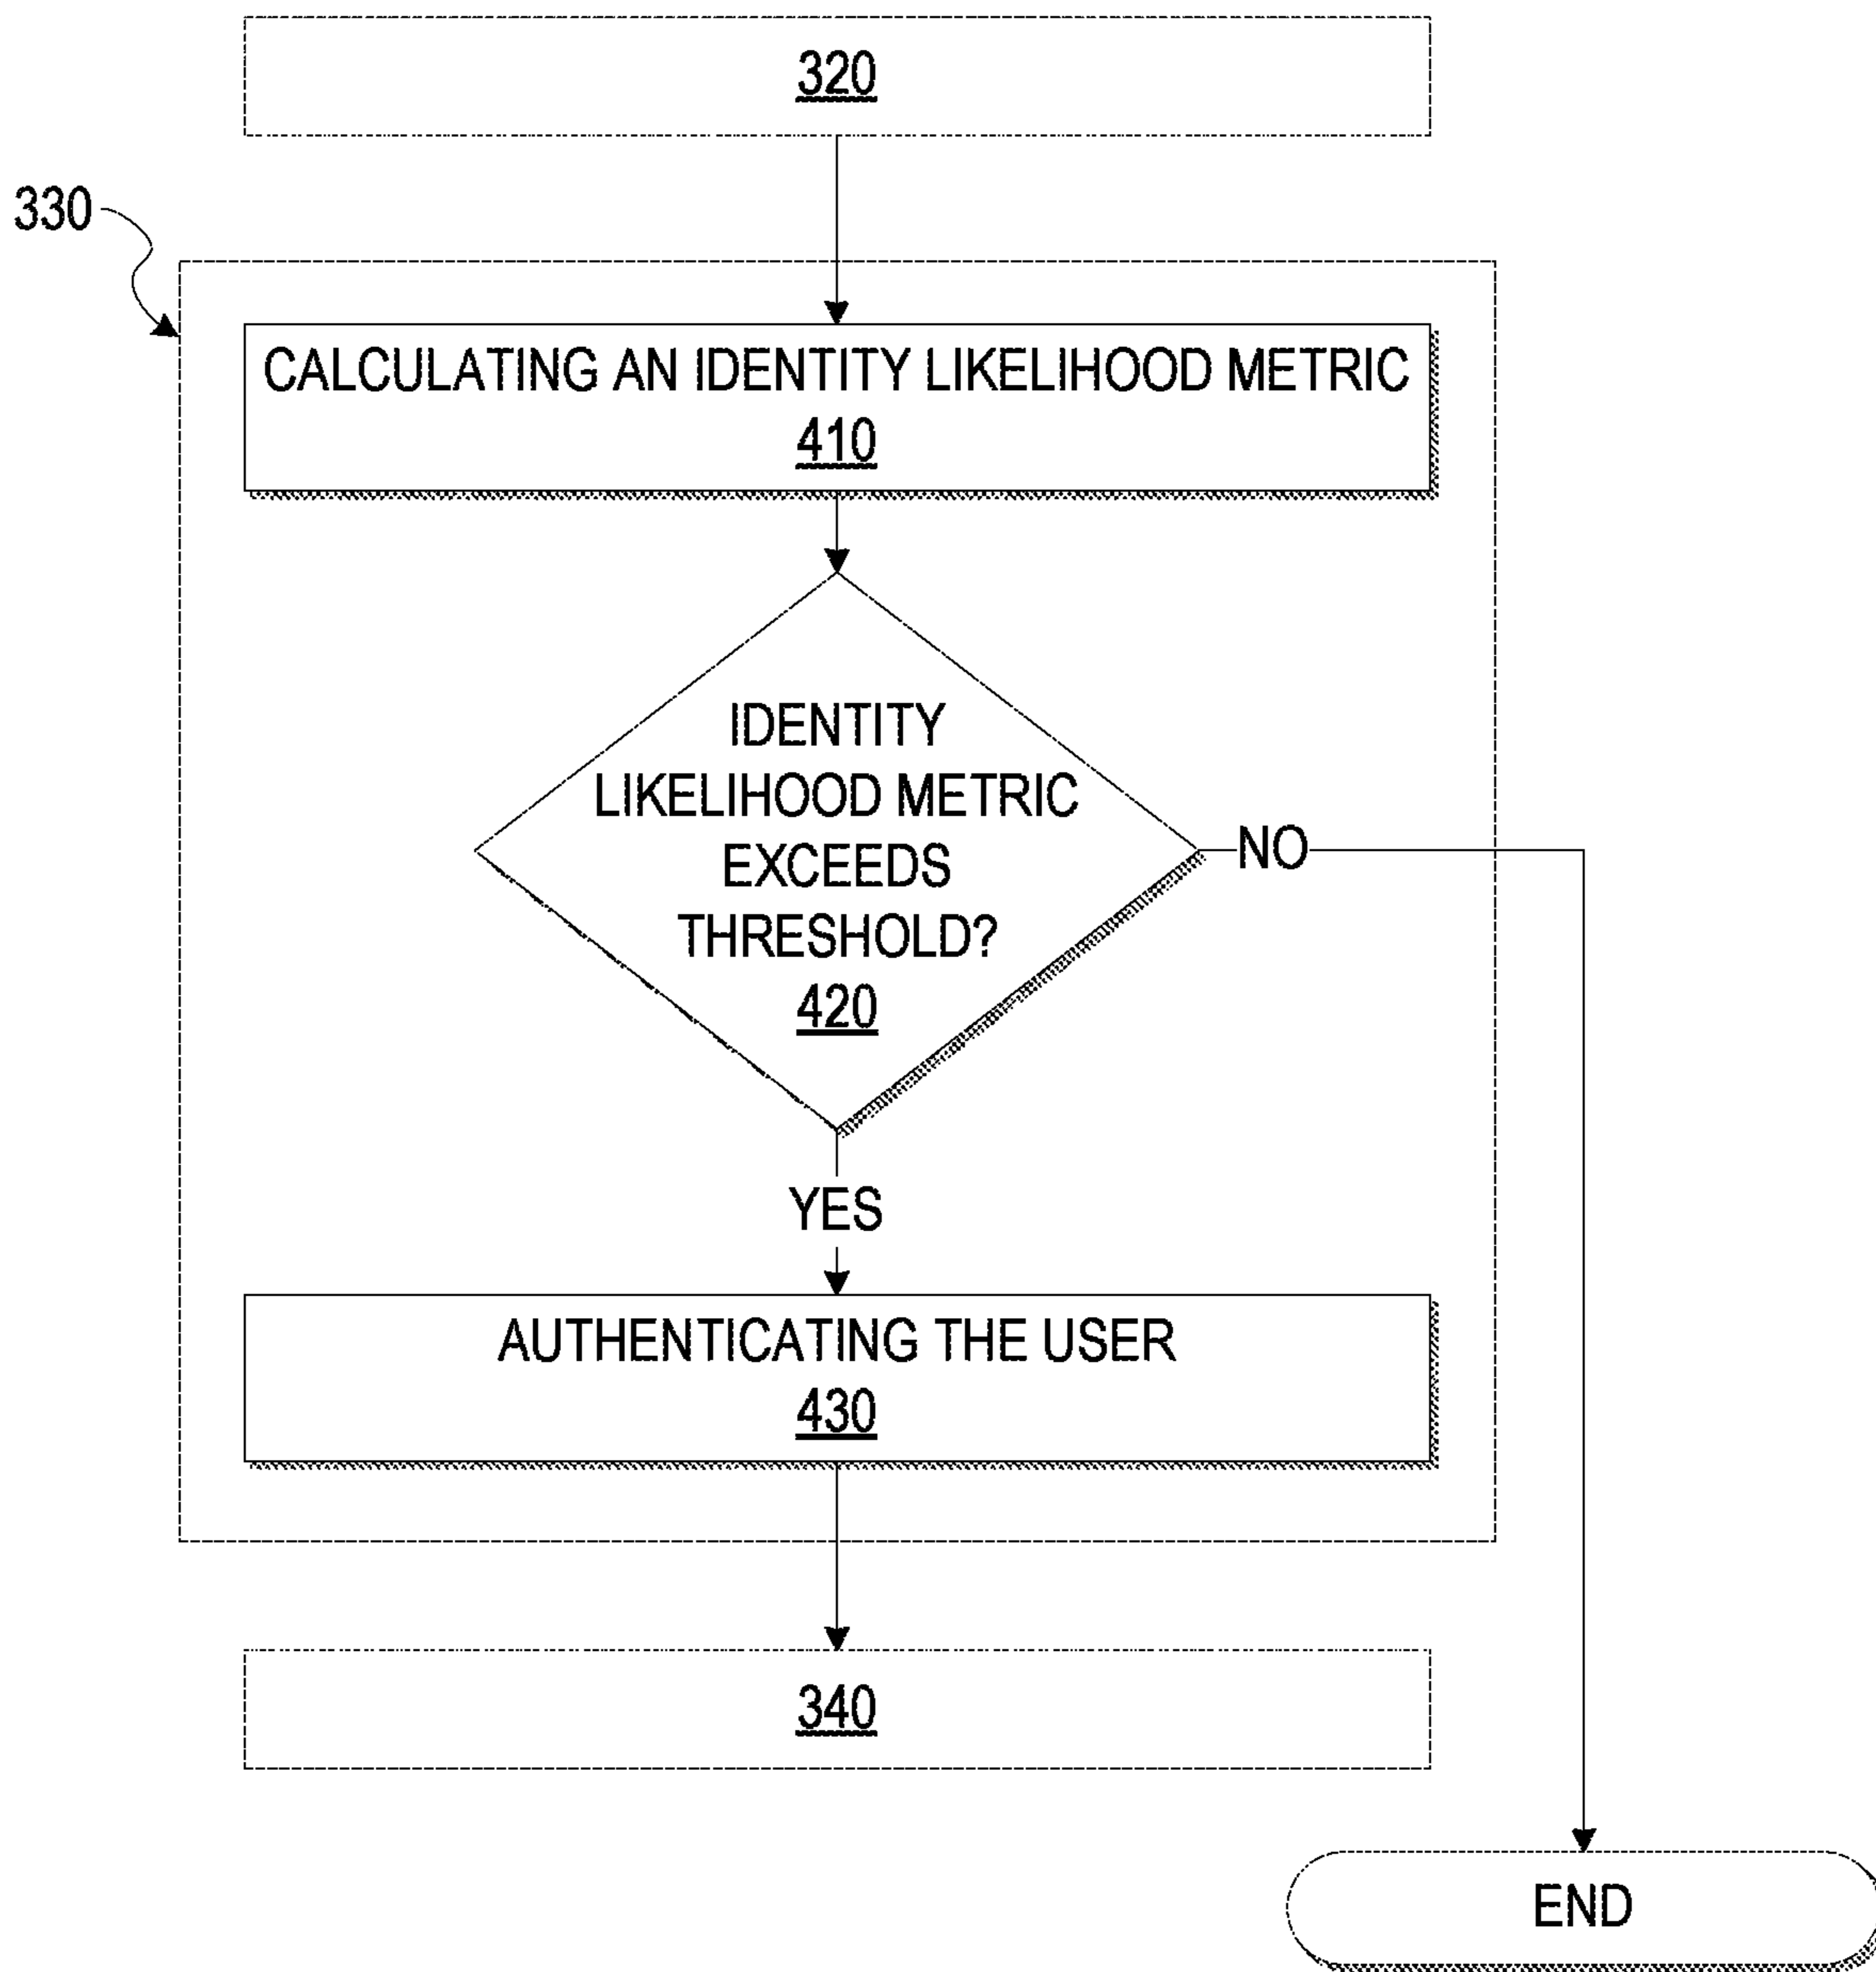 320
330
CALCULATING AN IDENTITY LIKELIHOOD METRIC
410
IDENTITY
LIKELIHOOD METRIC
EXCEEDS
THRESHOLD?
420
NO
YES
AUTHENTICATING THE USER
430
340
END